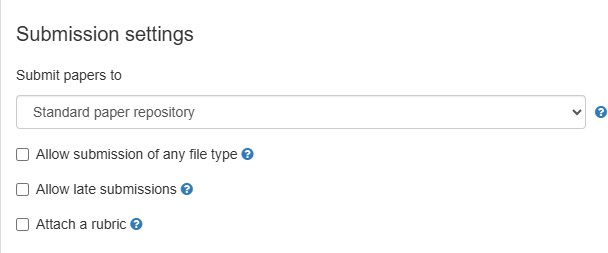 Submission settings
Submit papers to
Standard paper repository
Allow submission of any file type
Allow late submissions
Attach a rubric